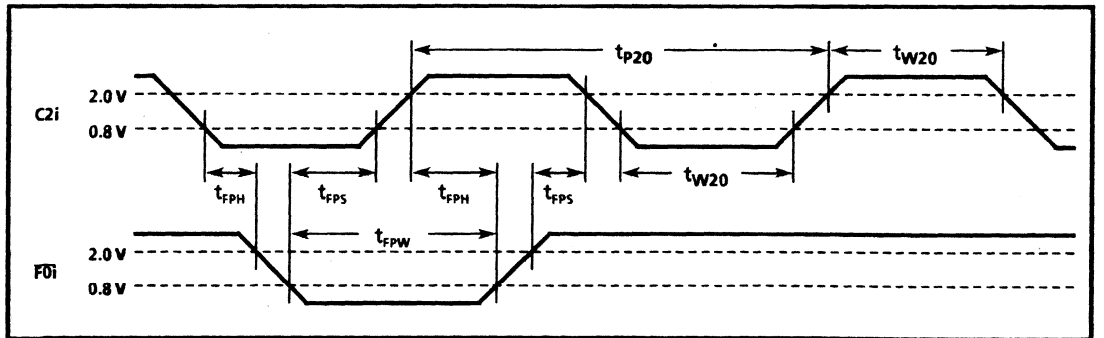 tP20
tW20
C2i
2.0 V
0.8 V
tFPH
tFPS
tFPH
tFPS
tW20
tFPW
F0i
2.0 V
0.8 V